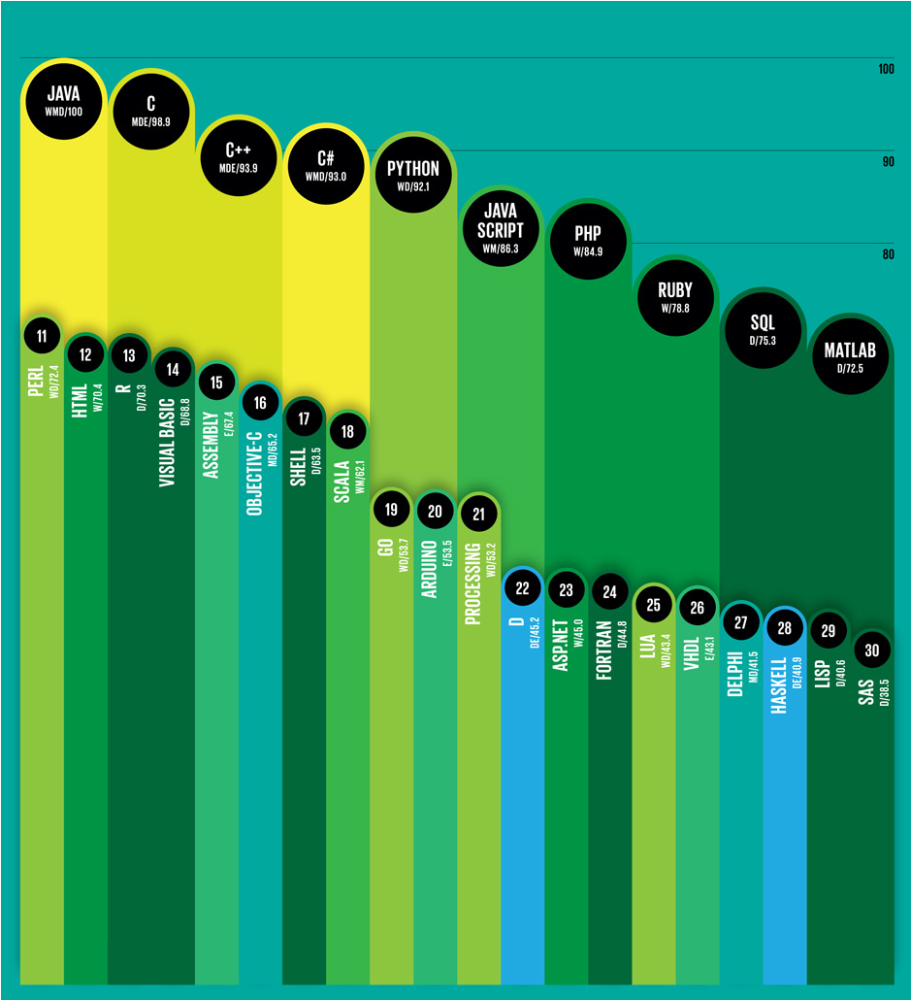 100
90
80
JAVA
WMD/100
C
MDE/98.9
C++
MDE/93.9
C#
WMD/93.0
PYTHON
WD/92.1
JAVA
SCRIPT
WM/86.3
PHP
W/84.9
RUBY
W/78.8
SQL
D/75.3
MATLAB
D/72.5
11
PERL
WD/72.4
12
HTML
W/70.4
13
R
D/70.3
14
VISUAL BASIC
D/68.8
15
ASSEMBLY
E/67.4
16
OBJECTIVE-C
MD/65.2
17
SHELL
D/63.5
18
SCALA
WM/62.1
19
GO
WD/53.7
20
ARDUINO
E/53.5
21
PROCESSING
WD/53.2
22
D
DE/45.2
23
ASP.NET
W/45.0
24
FORTRAN
D/44.8
25
LUA
WD/43.4
26
VHDL
E/43.1
27
DELPHI
MD/41.5
28
HASKELL
DE/40.9
29
LISP
D/40.6
30
SAS
D/38.5